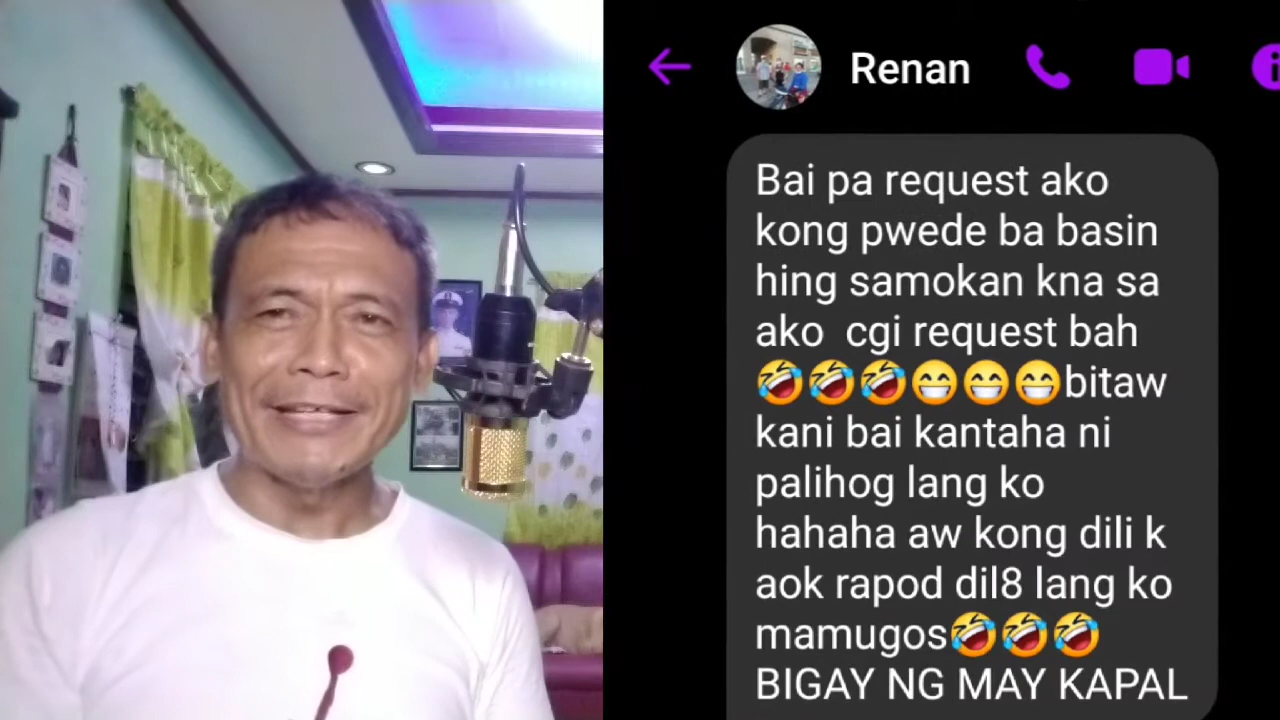 Renan
Bai pa request ako
kong pwede ba basin
hing samokan kna sa
ako cgi request bah
🤣🤣🤣😁😁😁bitaw
kani bai kantaha ni
palihog lang ko
hahaha aw kong dili k
aok rapod dil8 lang ko
mamugos🤣🤣🤣
BIGAY NG MAY KAPAL